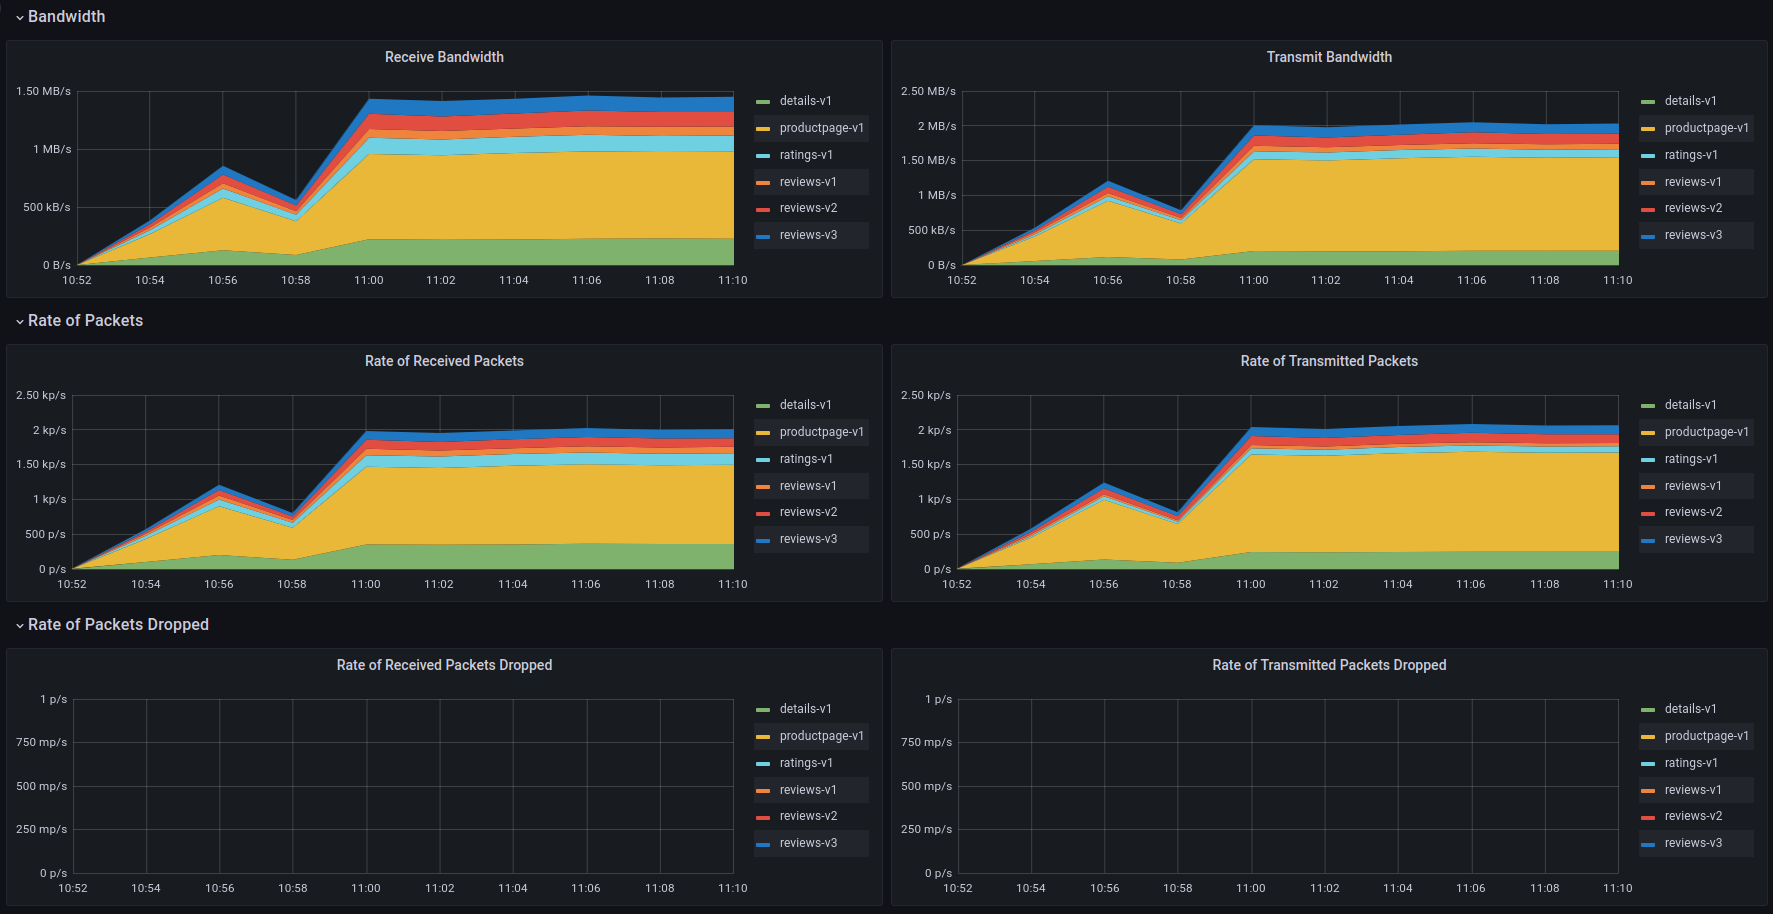 Bandwidth
Receive Bandwidth
1.50 MB/s
1 MB/s
500 kB/s
0 B/s
10:52 10:54 10:56 10:58 11:00 11:02 11:04 11:06 11:08 11:10
details-v1
productpage-v1
ratings-v1
reviews-v1
reviews-v2
reviews-v3
Transmit Bandwidth
2.50 MB/s
2 MB/s
1.50 MB/s
1 MB/s
500 kB/s
0 B/s
10:52 10:54 10:56 10:58 11:00 11:02 11:04 11:06 11:08 11:10
details-v1
productpage-v1
ratings-v1
reviews-v1
reviews-v2
reviews-v3
Rate of Packets
Rate of Received Packets
2.50 kp/s
2 kp/s
1.50 kp/s
1 kp/s
500 p/s
0 p/s
10:52 10:54 10:56 10:58 11:00 11:02 11:04 11:06 11:08 11:10
details-v1
productpage-v1
ratings-v1
reviews-v1
reviews-v2
reviews-v3
Rate of Transmitted Packets
2.50 kp/s
2 kp/s
1.50 kp/s
1 kp/s
500 p/s
0 p/s
10:52 10:54 10:56 10:58 11:00 11:02 11:04 11:06 11:08 11:10
details-v1
productpage-v1
ratings-v1
reviews-v1
reviews-v2
reviews-v3
Rate of Packets Dropped
Rate of Received Packets Dropped
1 p/s
750 mp/s
500 mp/s
250 mp/s
0 p/s
10:52 10:54 10:56 10:58 11:00 11:02 11:04 11:06 11:08 11:10
details-v1
productpage-v1
ratings-v1
reviews-v1
reviews-v2
reviews-v3
Rate of Transmitted Packets Dropped
1 p/s
750 mp/s
500 mp/s
250 mp/s
0 p/s
10:52 10:54 10:56 10:58 11:00 11:02 11:04 11:06 11:08 11:10
details-v1
productpage-v1
ratings-v1
reviews-v1
reviews-v2
reviews-v3